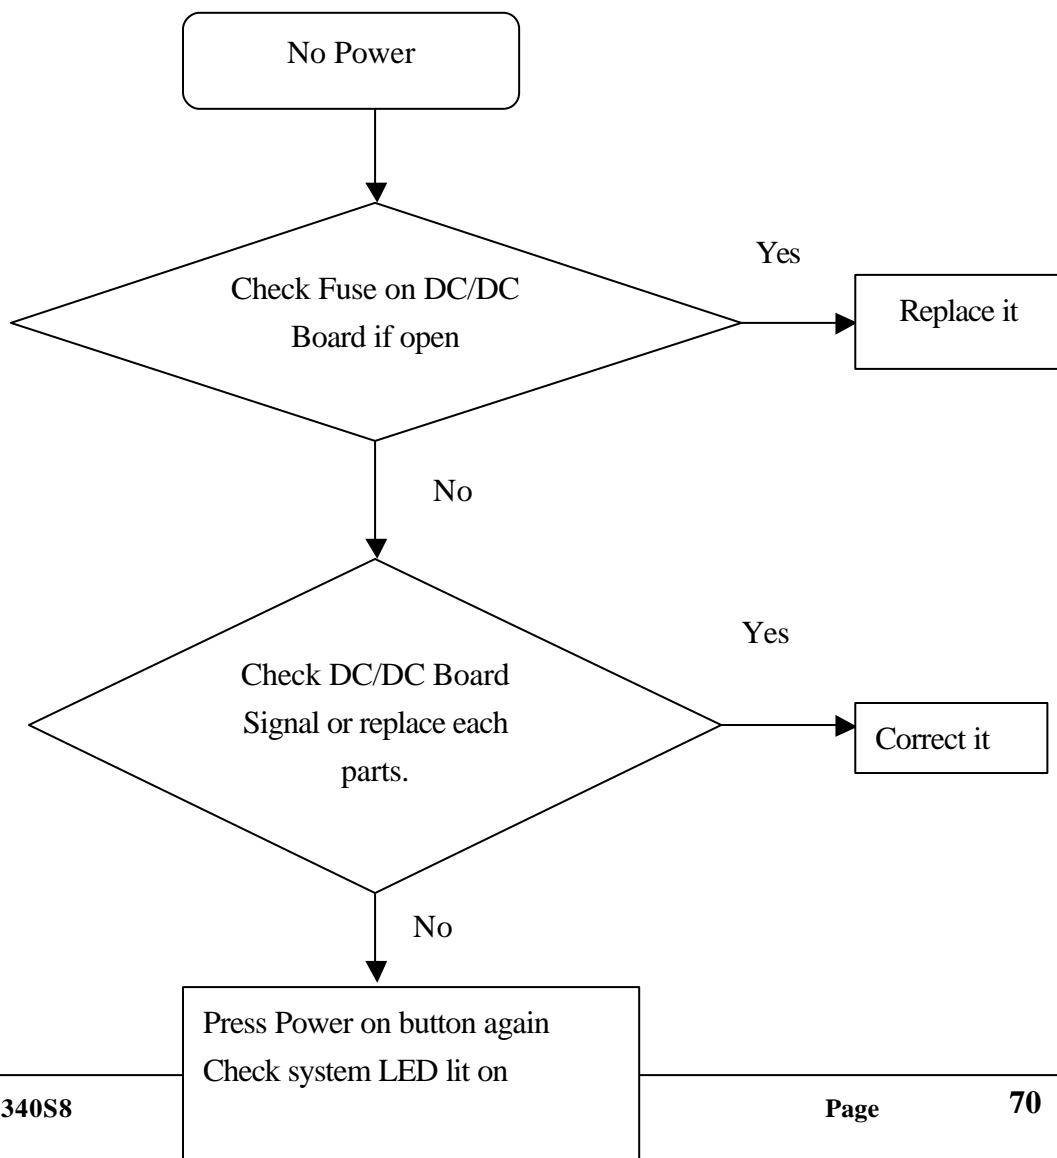 No Power
Yes
Check Fuse on DC/DC
Board if open
Replace it
No
Yes
Check DC/DC Board
Signal or replace each
parts.
Correct it
No
Press Power on button again
Check system LED lit on
340S8
Page
70